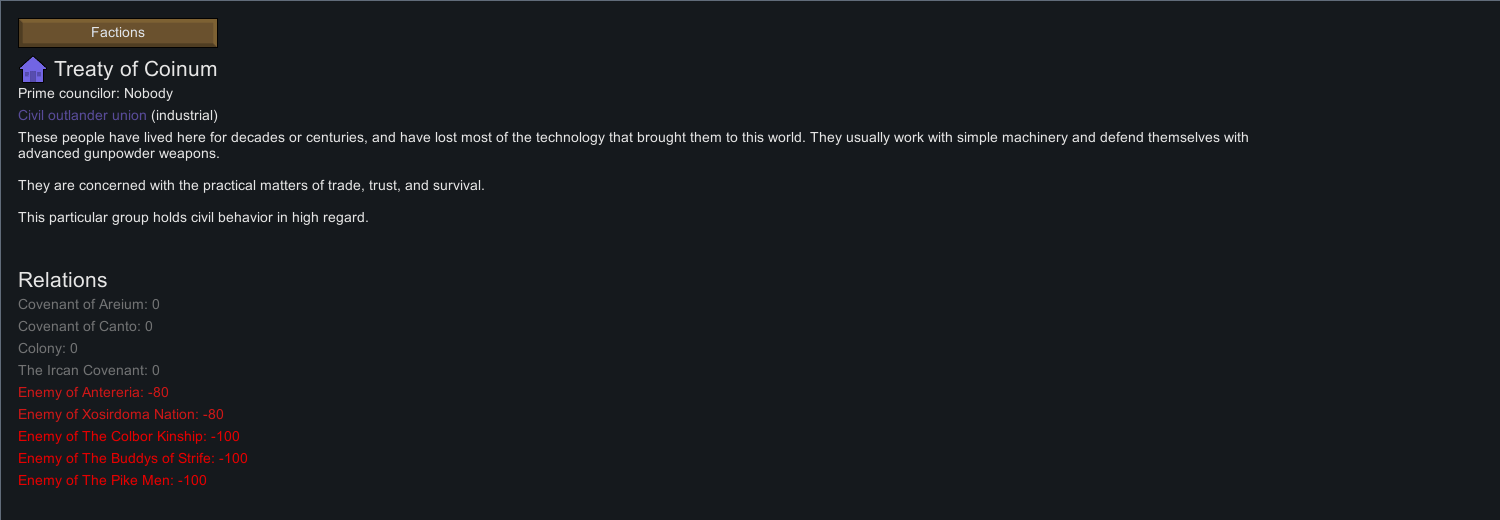 Factions
Treaty of Coinum
Prime councilor: Nobody
Civil outlander union (industrial)
These people have lived here for decades or centuries, and have lost most of the technology that brought them to this world. They usually work with simple machinery and defend themselves with
advanced gunpowder weapons.
They are concerned with the practical matters of trade, trust, and survival.
This particular group holds civil behavior in high regard.
Relations
Covenant of Areium: 0
Covenant of Canto: 0
Colony: 0
The Ircan Covenant: 0
Enemy of Antereria: -80
Enemy of Xosirdoma Nation: -80
Enemy of The Colbor Kinship: -100
Enemy of The Buddys of Strife: -100
Enemy of The Pike Men: -100